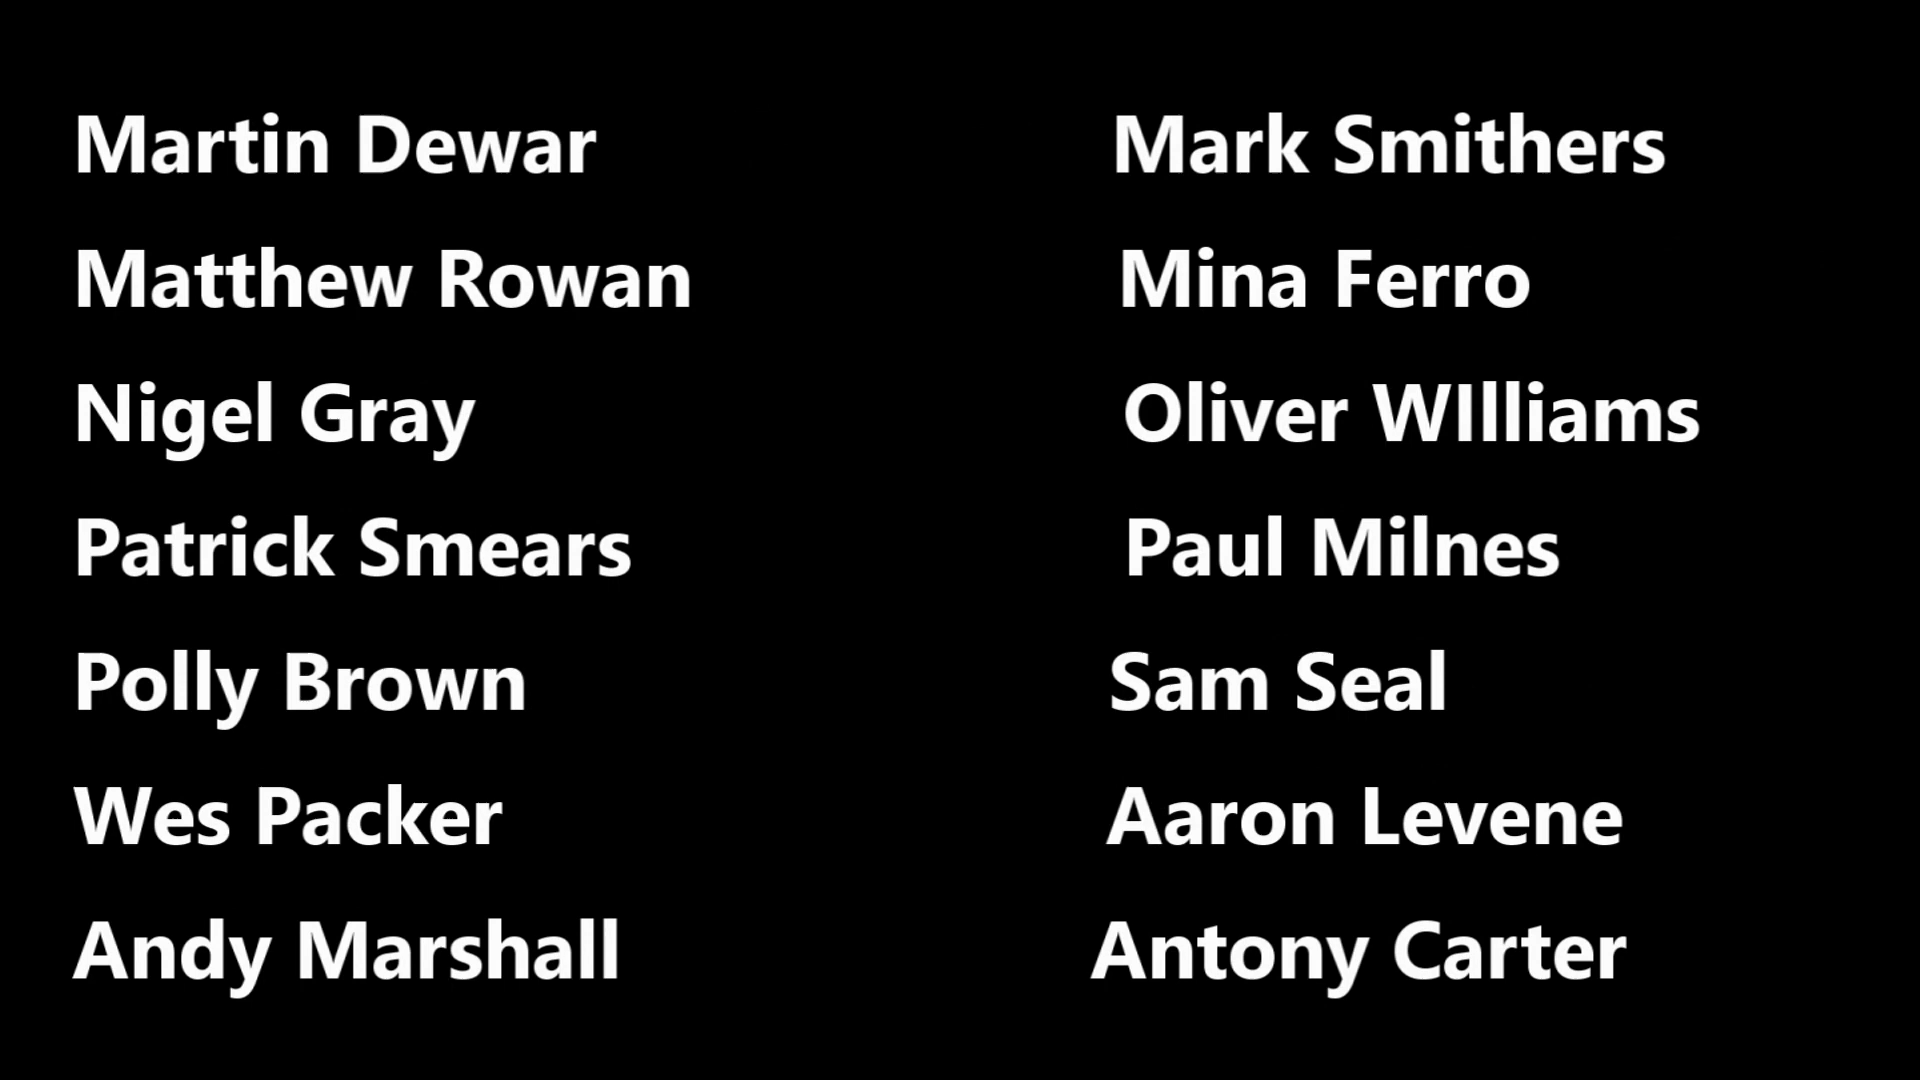 Martin Dewar Mark Smithers
Matthew Rowan Mina Ferro
Nigel Gray Oliver WIlliams
Patrick Smears Paul Milnes
Polly Brown Sam Seal
Wes Packer Aaron Levene
Andy Marshall Antony Carter